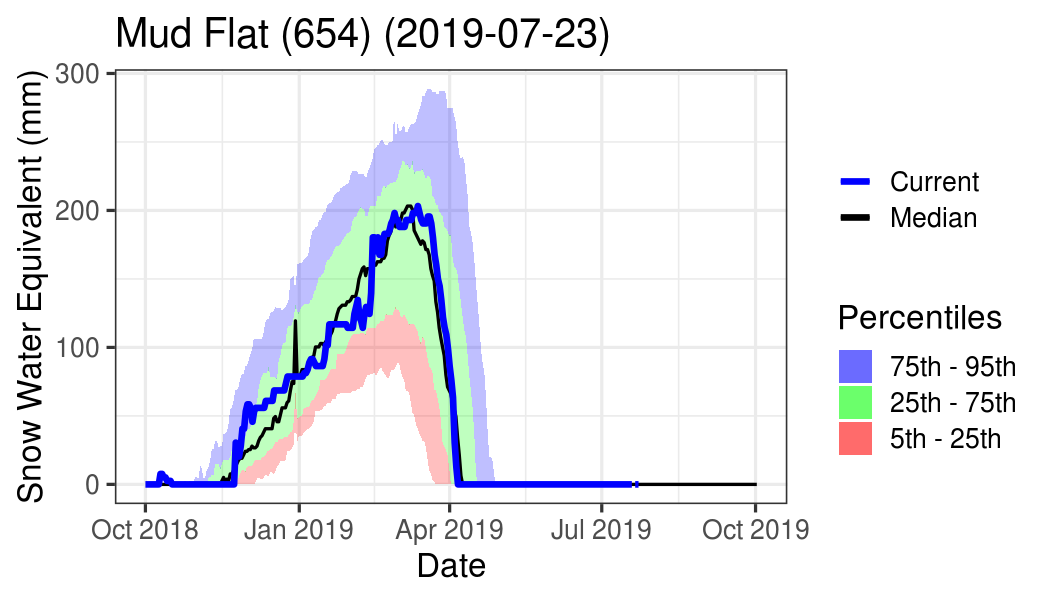 Mud Flat (654) (2019-07-23)
Snow Water Equivalent (mm)
300
200
100
0
Oct 2018
Jan 2019
Apr 2019
Jul 2019
Oct 2019
Date
Current
Median
Percentiles
75th - 95th
25th - 75th
5th - 25th